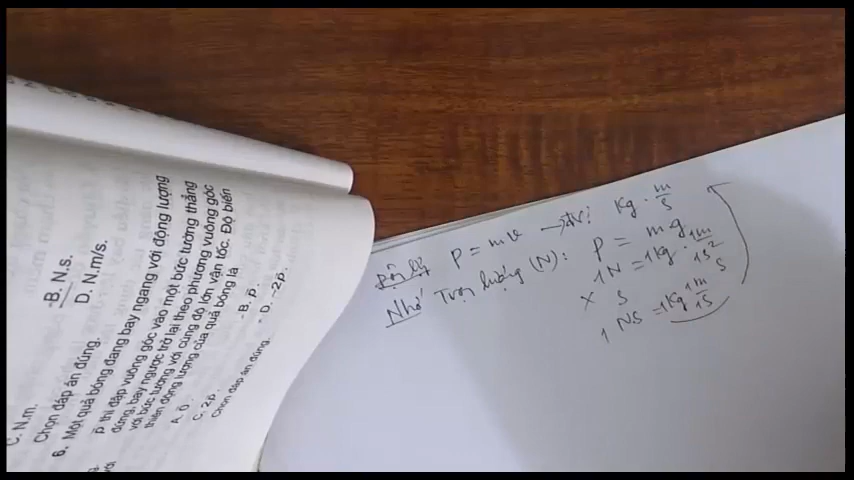 -B. N.s.
C. N.m.
D. N.m/s.
Chọn đáp án đúng.
6. Một quả bóng đang bay ngang với động lượng
p⃗ thì đập vuông góc vào một bức tường thẳng
đứng, bay ngược trở lại theo phương vuông góc
với bức tường với cùng độ lớn vận tốc. Độ biến
thiên động lượng của quả bóng là
A. 0⃗.
-B. p⃗.
C. 2p⃗.
D. -2p⃗.
Chọn đáp án đúng.
P = mv → Kg . m/s
Nhớ Trọng lượng (N): P = mg
1N = 1Kg . 1m/1s²
× s s
1 NS = 1Kg 1m/1s